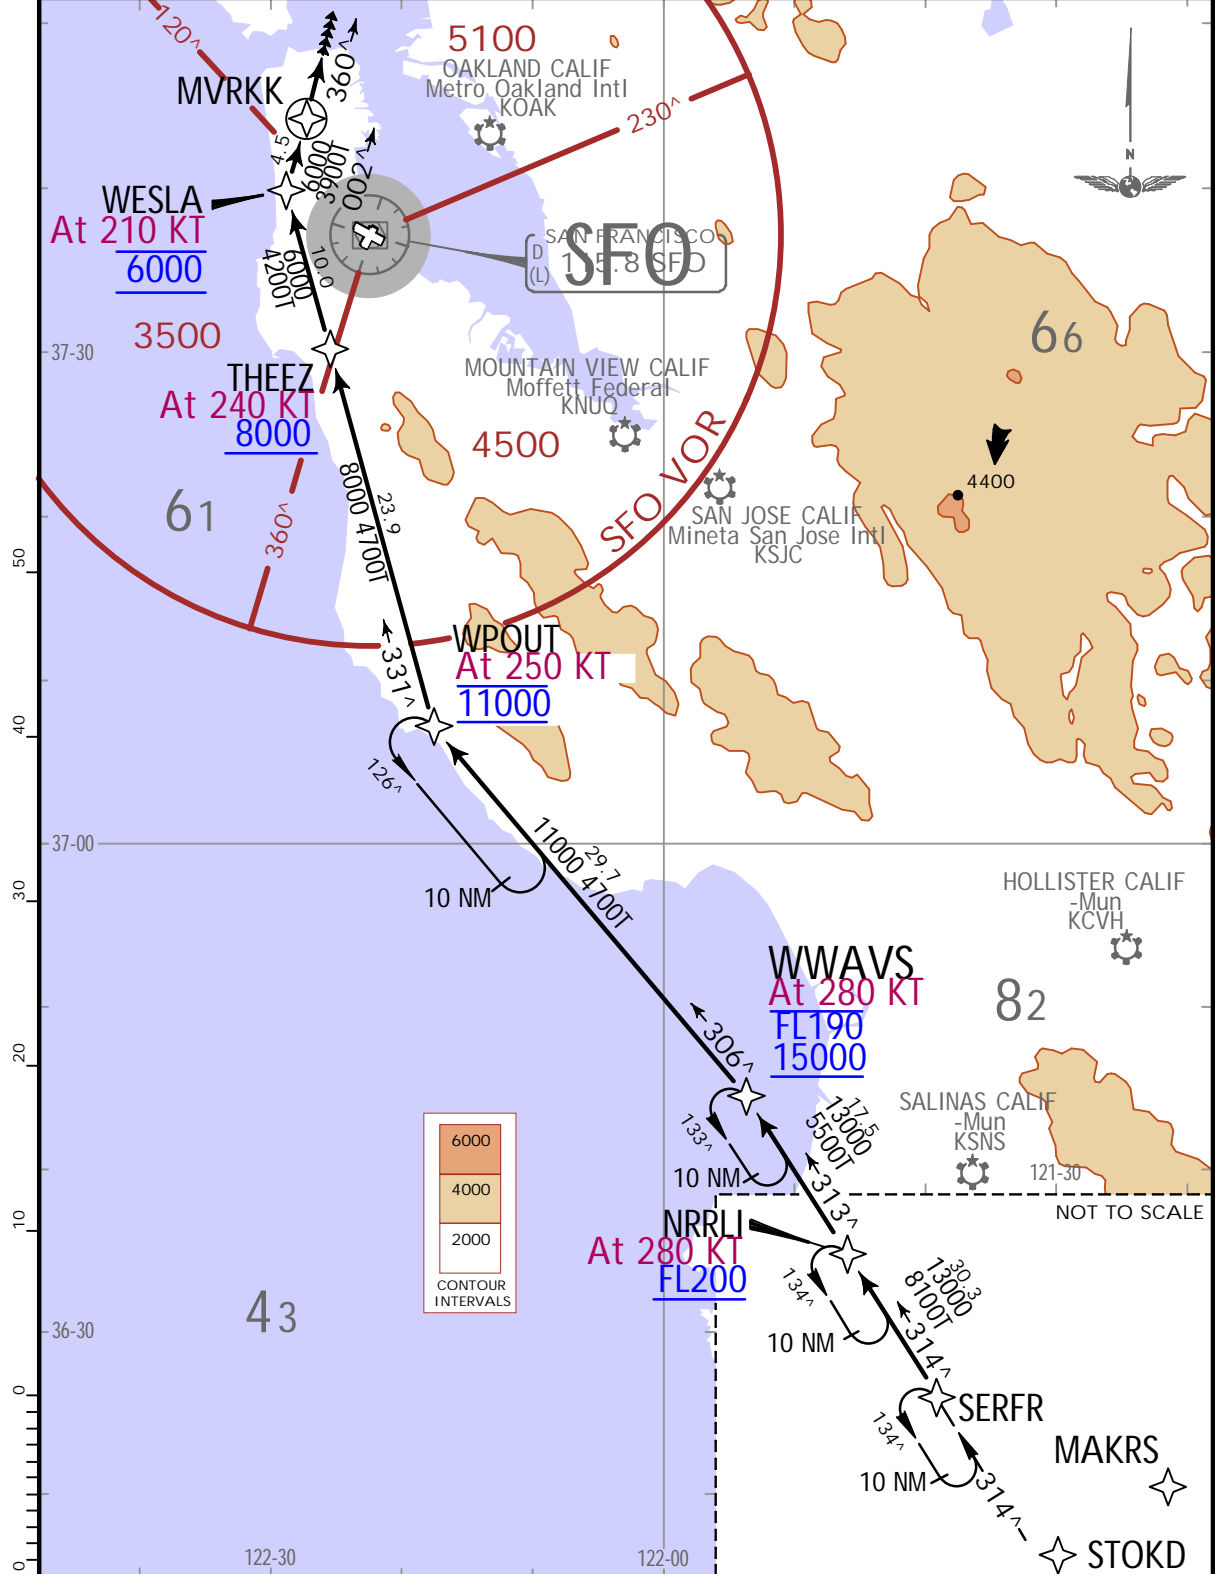 120^
5100
OAKLAND CALIF
Metro Oakland Intl
KOAK
360^
MVRKK
4.5
6000
3900T
002^
230^
N
WESLA
At 210 KT
6000
10.0
6000
4200T
SAN FRANCISCO
D
(L)
SFO
SFO
3500
37-30
66
THEEZ
At 240 KT
8000
MOUNTAIN VIEW CALIF
Moffett Federal
KNUQ
4500
SFO VOR
4400
23.9
8000 4700T
61
360^
SAN JOSE CALIF
Mineta San Jose Intl
KSJC
50
331^
WPOUT
At 250 KT
11000
40
126^
37-00
29.7
11000 4700T
10 NM
30
HOLLISTER CALIF
-Mun
KCVH
WWAVS
At 280 KT
FL190
15000
82
306^
20
133^
10 NM
17.5
13000
5500T
SALINAS CALIF
-Mun
KSNS
121-30
6000
4000
2000
CONTOUR
INTERVALS
313^
NOT TO SCALE
NRRLI
At 280 KT
FL200
10
43
36-30
134^
10 NM
30.3
13000
8100T
314^
0
SERFR
134^
10 NM
MAKRS
314^
STOKD
122-30
122-00
0